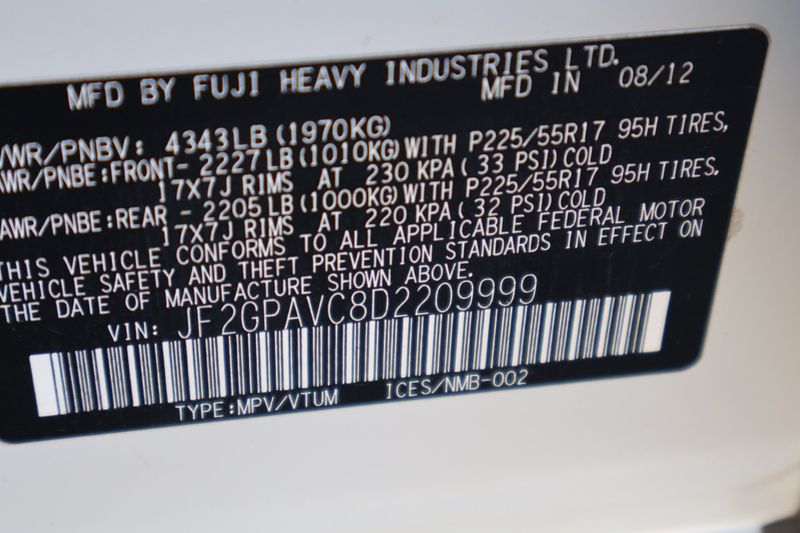 MFD BY FUJI HEAVY INDUSTRIES LTD.
MFD IN 08/12
VWR/PNBV: 4343LB (1970KG)
AWR/PNBE:FRONT- 2227LB (1010KG) WITH P225/55R17 95H TIRES,
17X7J RIMS AT 230 KPA ( 33 PSI) COLD
AWR/PNBE:REAR - 2205LB (1000KG) WITH P225/55R17 95H TIRES.
17X7J RIMS AT 220 KPA ( 32 PSI) COLD
THIS VEHICLE CONFORMS TO ALL APPLICABLE FEDERAL MOTOR
VEHICLE SAFETY AND THEFT PREVENTION STANDARDS IN EFFECT ON
THE DATE OF MANUFACTURE SHOWN ABOVE.
VIN: JF2GPAVC8D2209999
TYPE:MPV/VTUM ICES/NMB-002